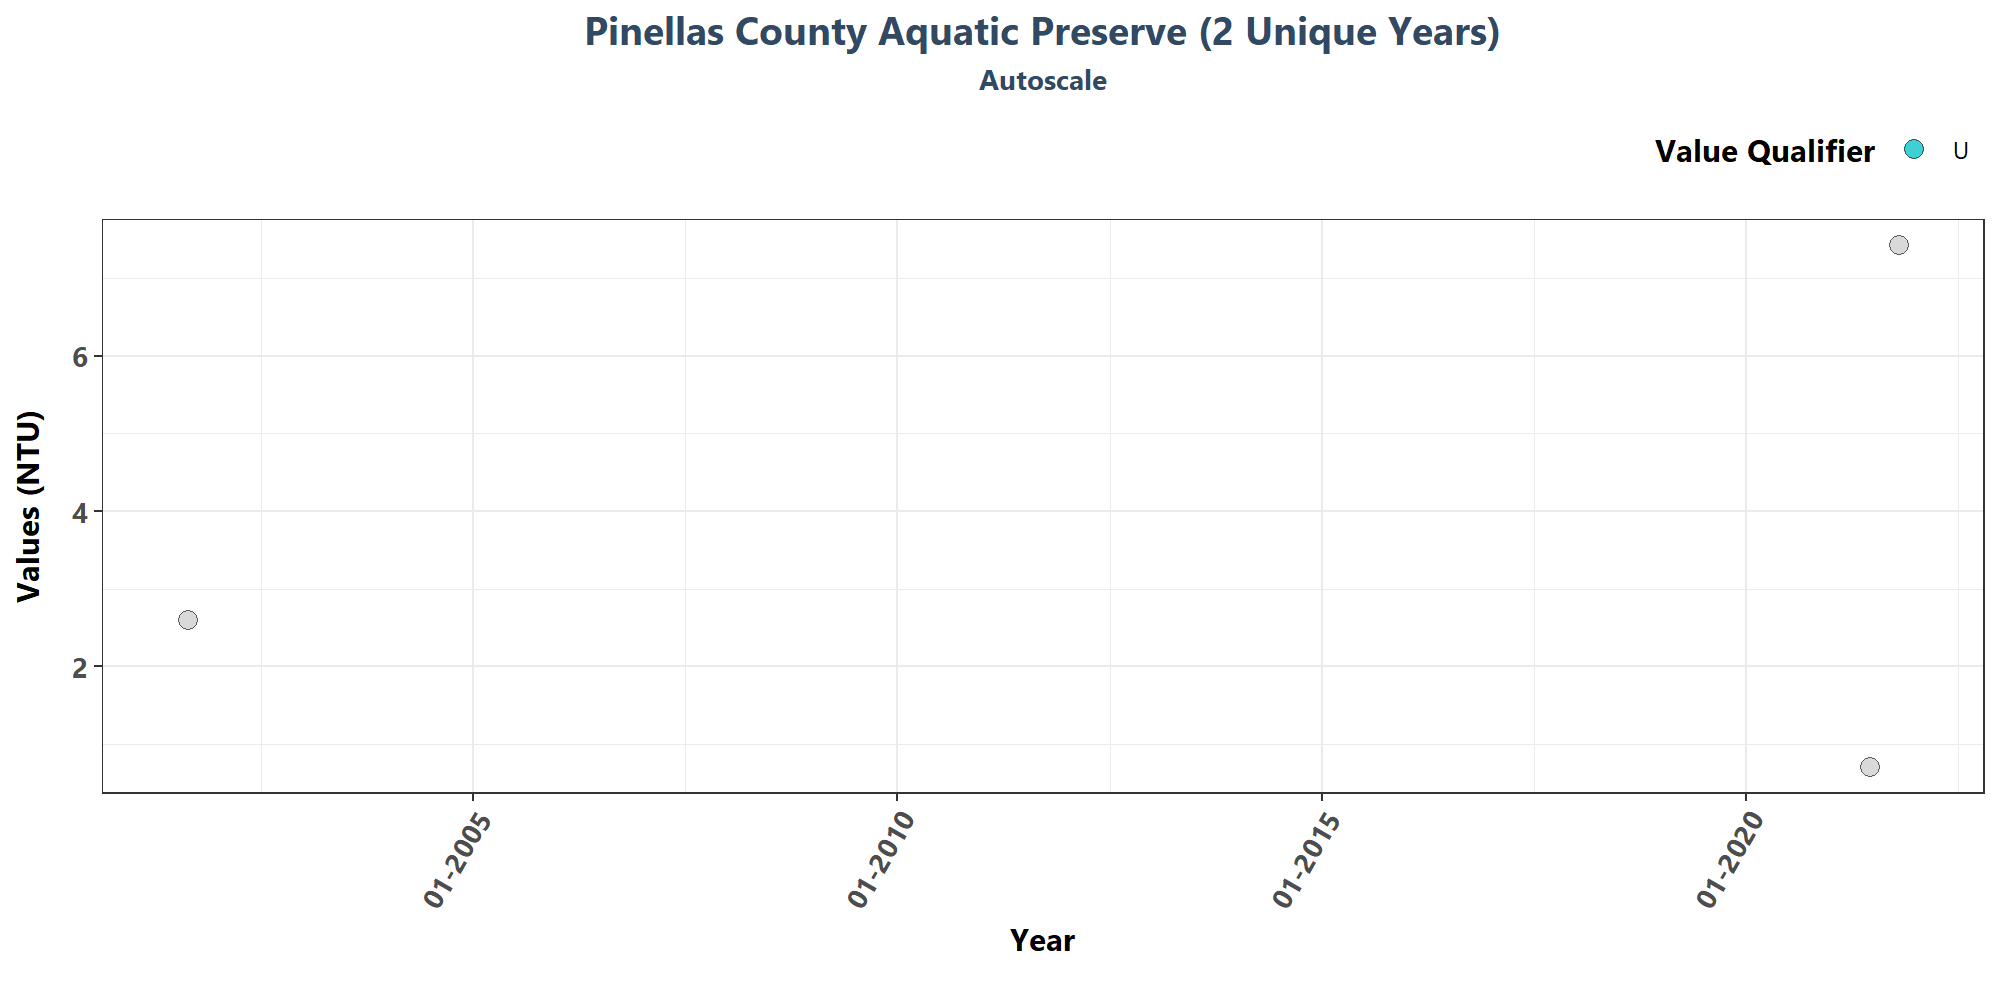 Pinellas County Aquatic Preserve (2 Unique Years)
Autoscale
Value Qualifier U
Values (NTU)
6
4
2
01-2005
01-2010
01-2015
01-2020
Year